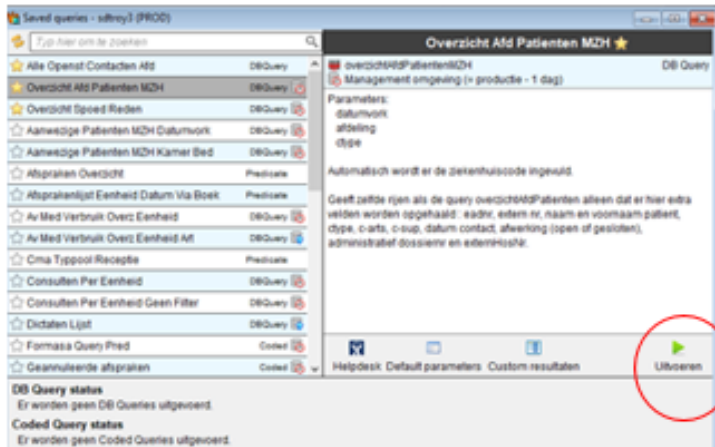 Saved queries - sdtroy3 (PROD)
Typ hier om te zoeken
Alle Openst Contacten Afd DBQuery
Overzicht Afd Patienten MZH DBQuery
Overzicht Spoed Reden DBQuery
Aanwezige Patienten MZH Datumvork DBQuery
Aanwezige Patienten MZH Kamer Bed DBQuery
Afspraken Overzicht Predicate
Afsprakenlijst Eenheid Datum Via Boek Predicate
Av Med Verbruik Overz Eenheid DBQuery
Av Med Verbruik Overz Eenheid Art DBQuery
Cma Typpool Receptie Predicate
Consulten Per Eenheid DBQuery
Consulten Per Eenheid Geen Filter DBQuery
Dictaten Lijst DBQuery
Formasa Query Pred Coded
Geannuleerde afspraken Coded
Overzicht Afd Patienten MZH
overzichtAfdPatientenMZH DB Query
Management omgeving (= productie - 1 dag)
Parameters:
datumvork
afdeling
ctype
Automatisch wordt er de ziekenhuiscode ingevuld.
Geeft zelfde rijen als de query overzichtAfdPatienten alleen dat er hier extra
velden worden opgehaald: eadnr, extern nr, naam en voornaam patient,
ctype, c-arts, c-sup, datum contact, afwerking (open of gesloten),
administratief dossiernr en externHosNr.
Helpdesk Default parameters Custom resultaten Uitvoeren
DB Query status
Er worden geen DB Queries uitgevoerd.
Coded Query status
Er worden geen Coded Queries uitgevoerd.